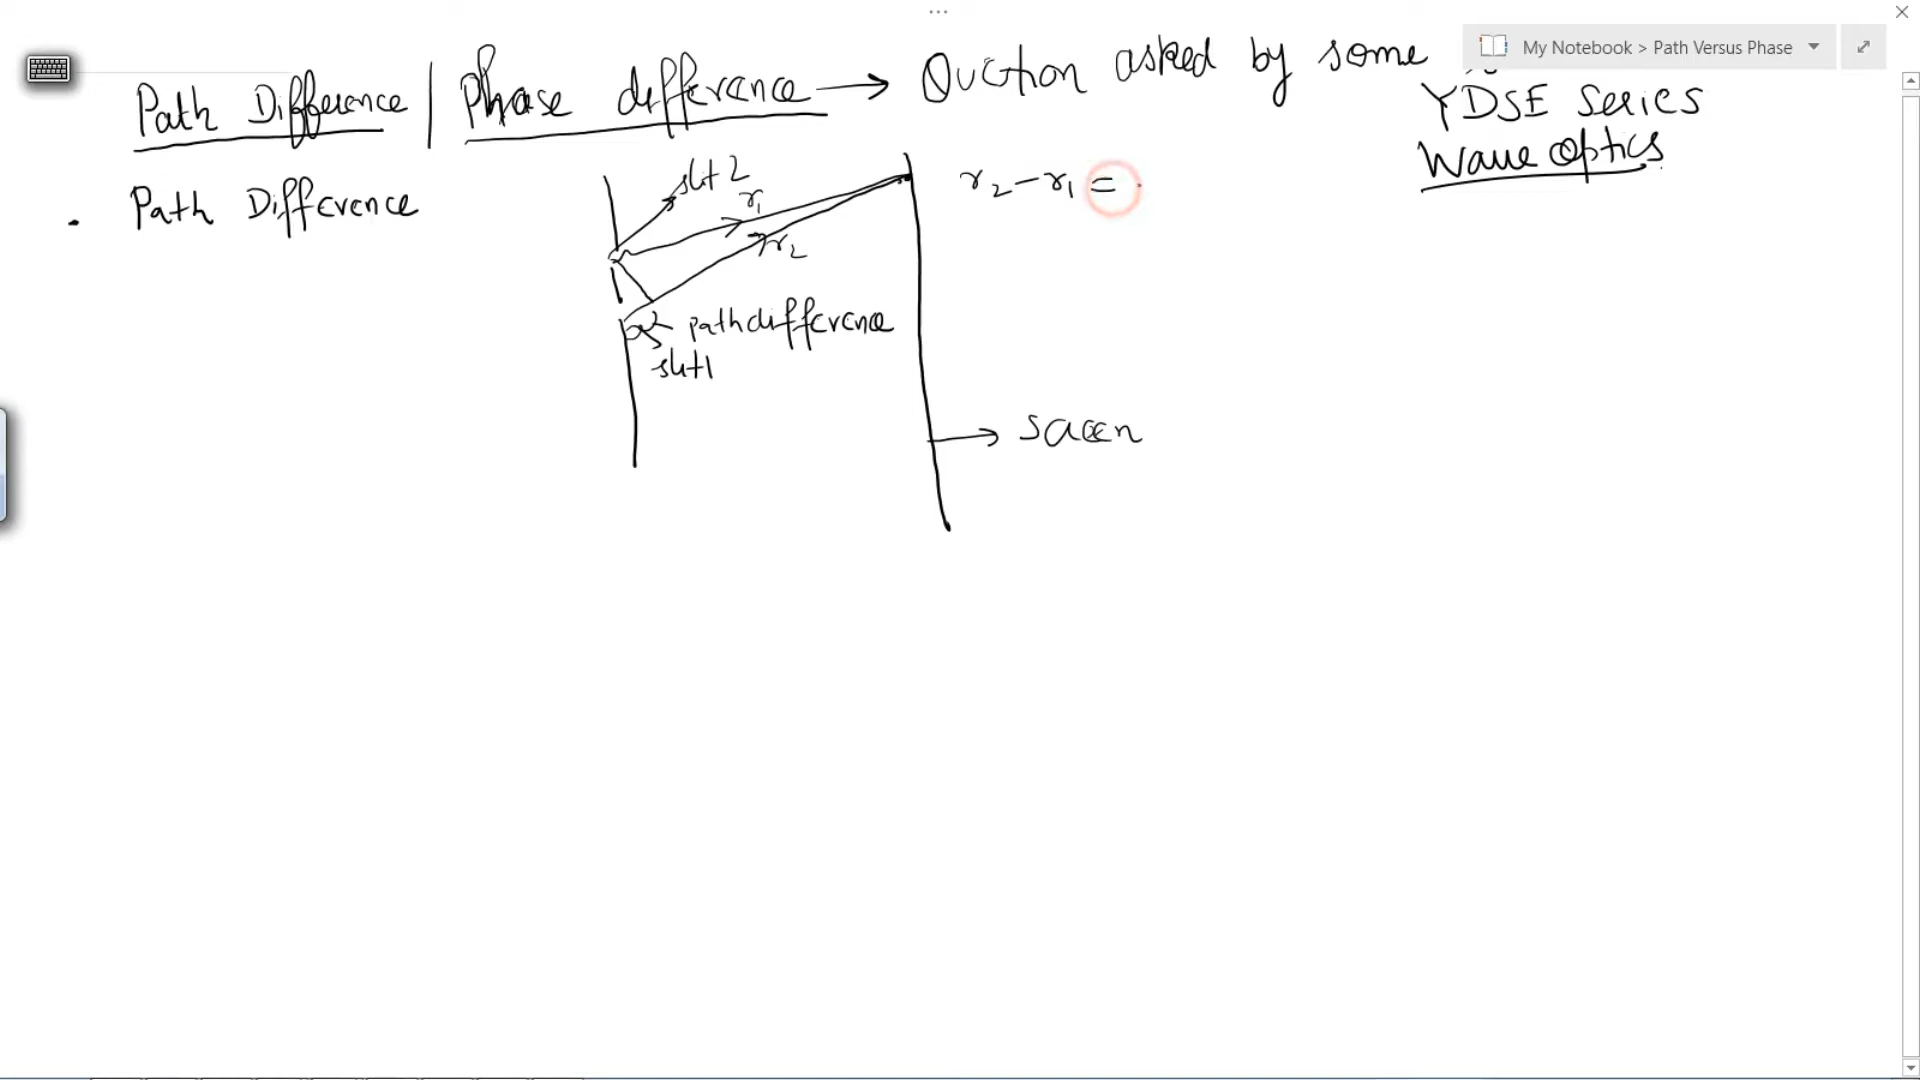 My Notebook > Path Versus Phase
Path Difference | Phase difference → Question asked by some
YDSE Series
Wave Optics
. Path Difference
slit 2
r₁
r₂
r₂ - r₁ =
path difference
slit 1
screen